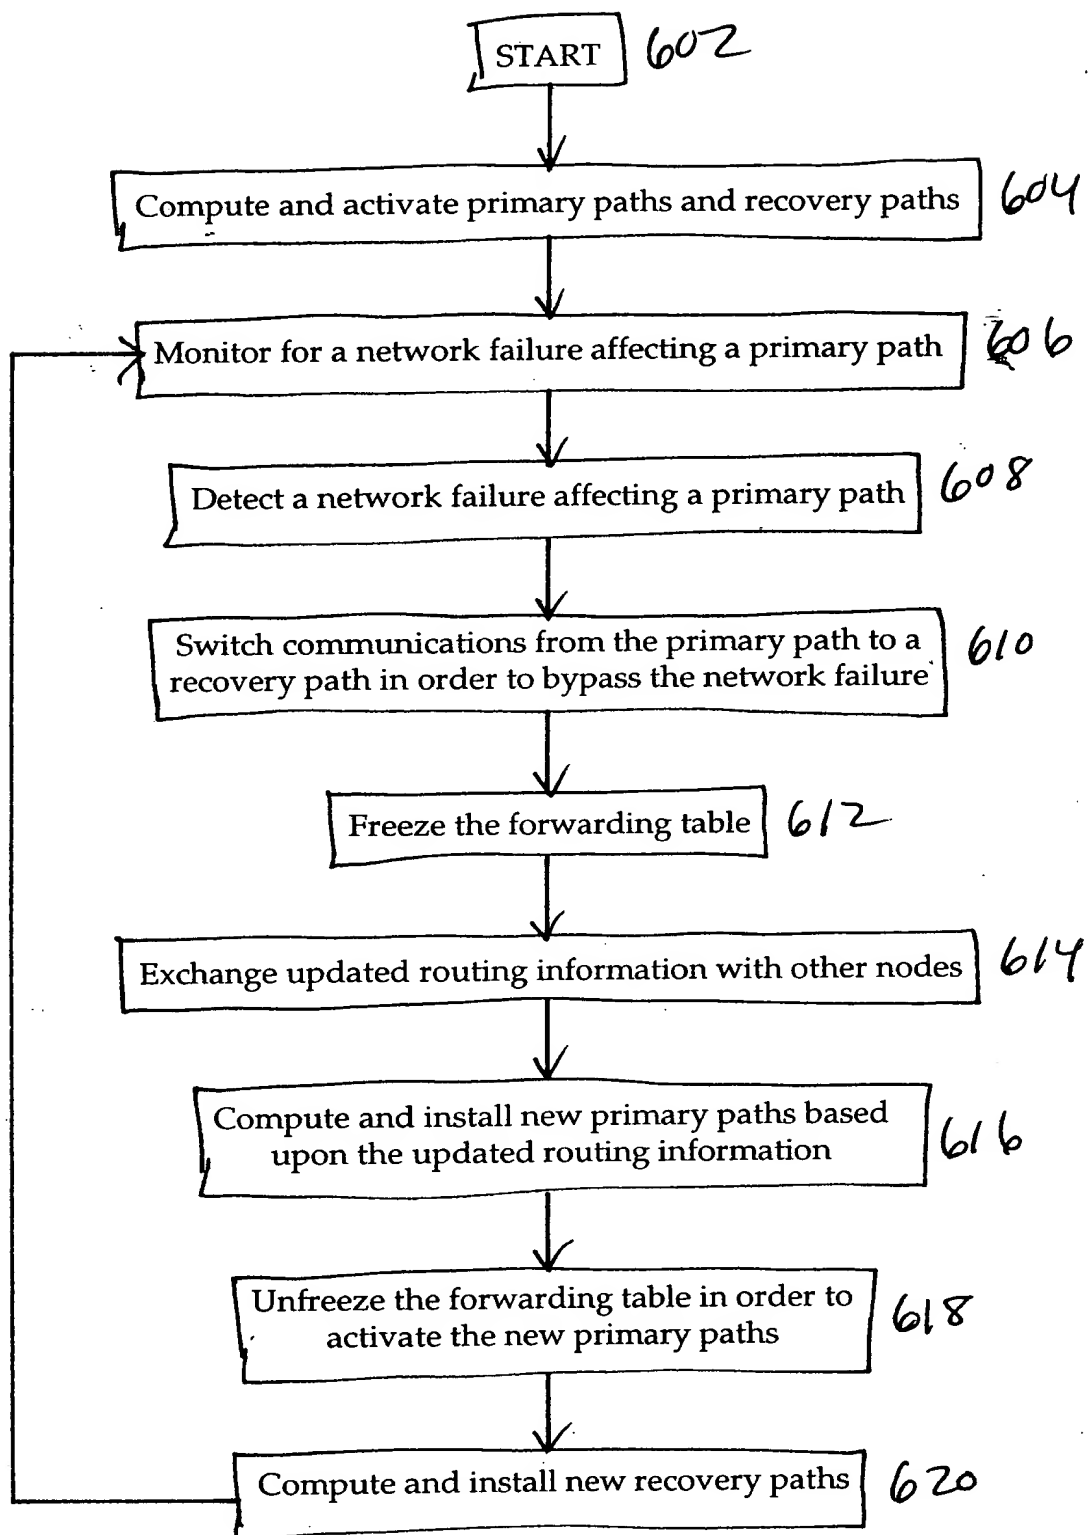 START 602
Compute and activate primary paths and recovery paths 604
Monitor for a network failure affecting a primary path 606
Detect a network failure affecting a primary path 608
Switch communications from the primary path to a 610
recovery path in order to bypass the network failure
Freeze the forwarding table 612
Exchange updated routing information with other nodes 614
Compute and install new primary paths based 616
upon the updated routing information
Unfreeze the forwarding table in order to 618
activate the new primary paths
Compute and install new recovery paths 620